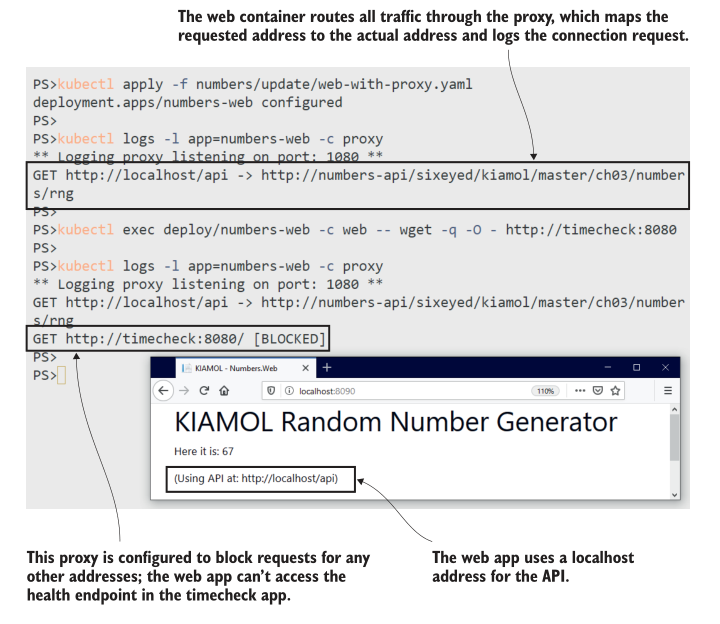 The web container routes all traffic through the proxy, which maps the
requested address to the actual address and logs the connection request.
PS>kubectl apply -f numbers/update/web-with-proxy.yaml
deployment.apps/numbers-web configured
PS>
PS>kubectl logs -l app=numbers-web -c proxy
** Logging proxy listening on port: 1080 **
GET http://localhost/api -> http://numbers-api/sixeyed/kiamol/master/ch03/number
s/rng
PS>
PS>kubectl exec deploy/numbers-web -c web -- wget -q -O - http://timecheck:8080
PS>
PS>kubectl logs -l app=numbers-web -c proxy
** Logging proxy listening on port: 1080 **
GET http://localhost/api -> http://numbers-api/sixeyed/kiamol/master/ch03/number
s/rng
GET http://timecheck:8080/ [BLOCKED]
PS>
PS>
KIAMOL - Numbers.Web
localhost:8090
110%
KIAMOL Random Number Generator
Here it is: 67
(Using API at: http://localhost/api)
This proxy is configured to block requests for any
other addresses; the web app can't access the
health endpoint in the timecheck app.
The web app uses a localhost
address for the API.